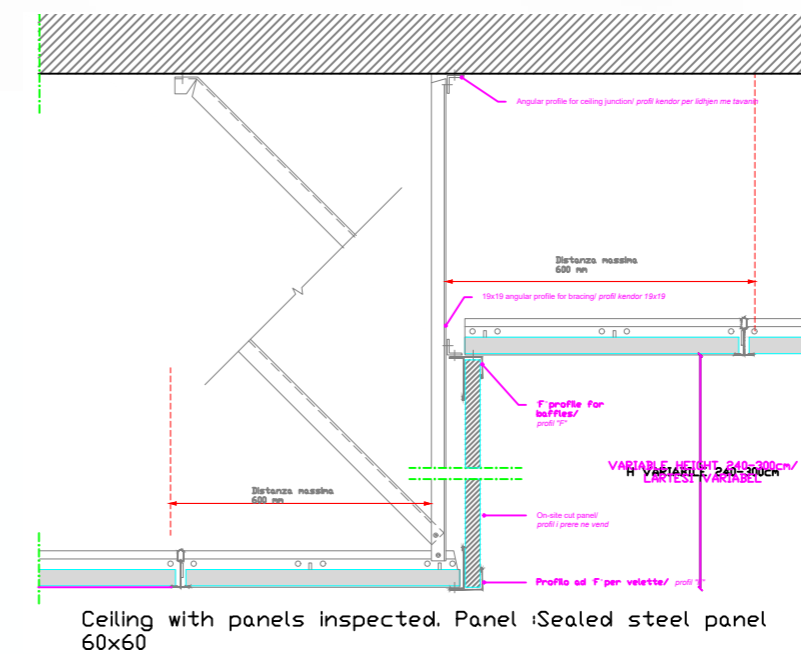 Angular profile for ceiling junction/ profil kendor per lidhjen me tavanin
Distanza massima
600 mm
19x19 angular profile for bracing/ profil kendor 19x19
F profile for
baffles/
profil "F"
VARIABLE HEIGHT 240-300cm/
H VARIABILE 240-300cm
LARTESI VARIABEL
Distanza massima
600 mm
On-site cut panel/
profil i prere ne vend
Profilo ad F per velette/ profil "F"
Ceiling with panels inspected. Panel :Sealed steel panel
60x60